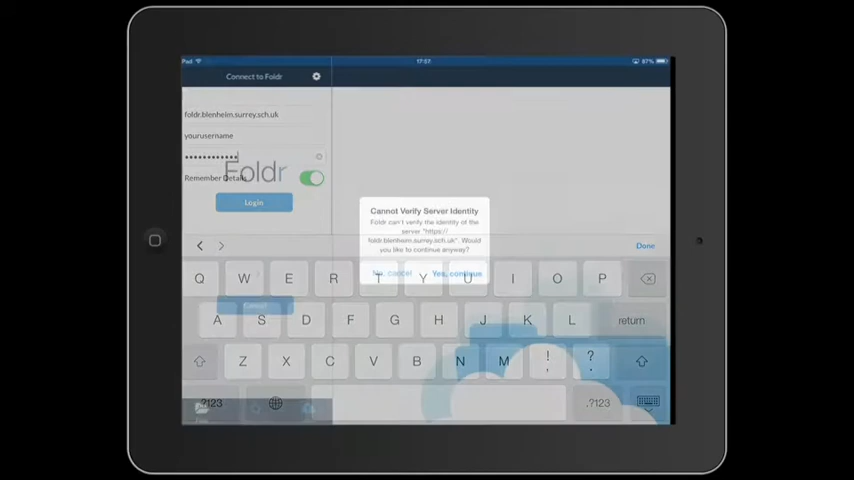 iPad 17:57 87%
Connect to Foldr
foldr.blenheim.surrey.sch.uk
yourusername
••••••••••••
Foldr
Remember Details
Login
Cannot Verify Server Identity
Foldr can't verify the identity of the
server "https://
foldr.blenheim.surrey.sch.uk". Would
you like to continue anyway?
No, cancel Yes, continue
Done
Q W E R T Y U I O P
Cancel
A S D F G H J K L return
Z X C V B N M ! , ? .
.?123 .?123